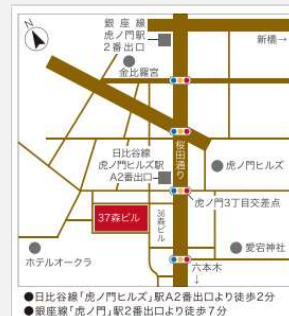 銀座線
虎ノ門駅
2番出口
新橋→
N
金比羅宮
桜田通り
日比谷線
虎ノ門ヒルズ駅
A2番出口
虎ノ門ヒルズ
37森ビル
36森ビル
虎ノ門3丁目交差点
ホテルオークラ
愛宕神社
六本木
↓
●日比谷線「虎ノ門ヒルズ」駅A2番出口より徒歩2分
●銀座線「虎ノ門」駅2番出口より徒歩7分